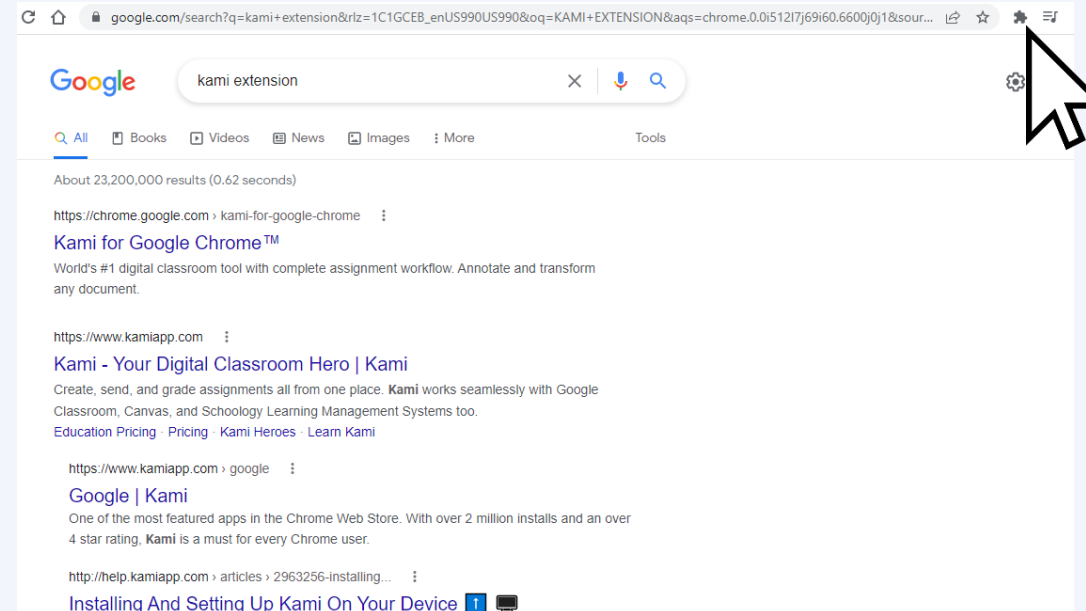 google.com/search?q=kami+extension&rlz=1C1GCEB_enUS990US990&oq=KAMI+EXTENSION&aqs=chrome.0.0i512l7j69i60.6600j0j1&sour...
Google
kami extension
All Books Videos News Images More Tools
About 23,200,000 results (0.62 seconds)
https://chrome.google.com › kami-for-google-chrome
Kami for Google Chrome™
World's #1 digital classroom tool with complete assignment workflow. Annotate and transform
any document.
https://www.kamiapp.com
Kami - Your Digital Classroom Hero | Kami
Create, send, and grade assignments all from one place. Kami works seamlessly with Google
Classroom, Canvas, and Schoology Learning Management Systems too.
Education Pricing · Pricing · Kami Heroes · Learn Kami
https://www.kamiapp.com › google
Google | Kami
One of the most featured apps in the Chrome Web Store. With over 2 million installs and an over
4 star rating, Kami is a must for every Chrome user.
http://help.kamiapp.com › articles › 2963256-installing...
Installing And Setting Up Kami On Your Device